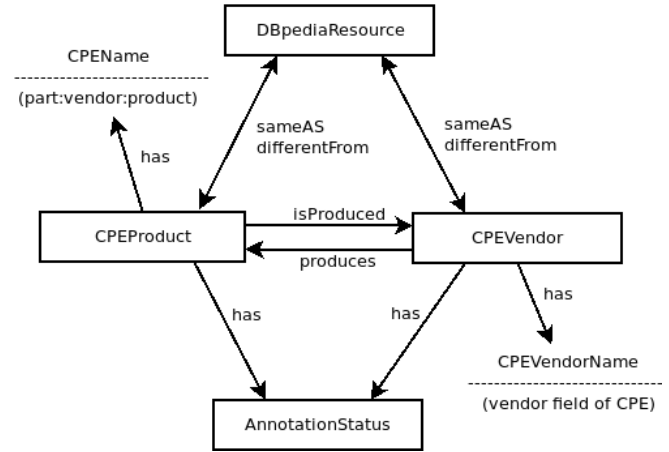 DBpediaResource
CPEName
(part:vendor:product)
sameAS
differentFrom
sameAS
differentFrom
has
isProduced
CPEProduct
CPEVendor
produces
has
has
has
CPEVendorName
(vendor field of CPE)
AnnotationStatus